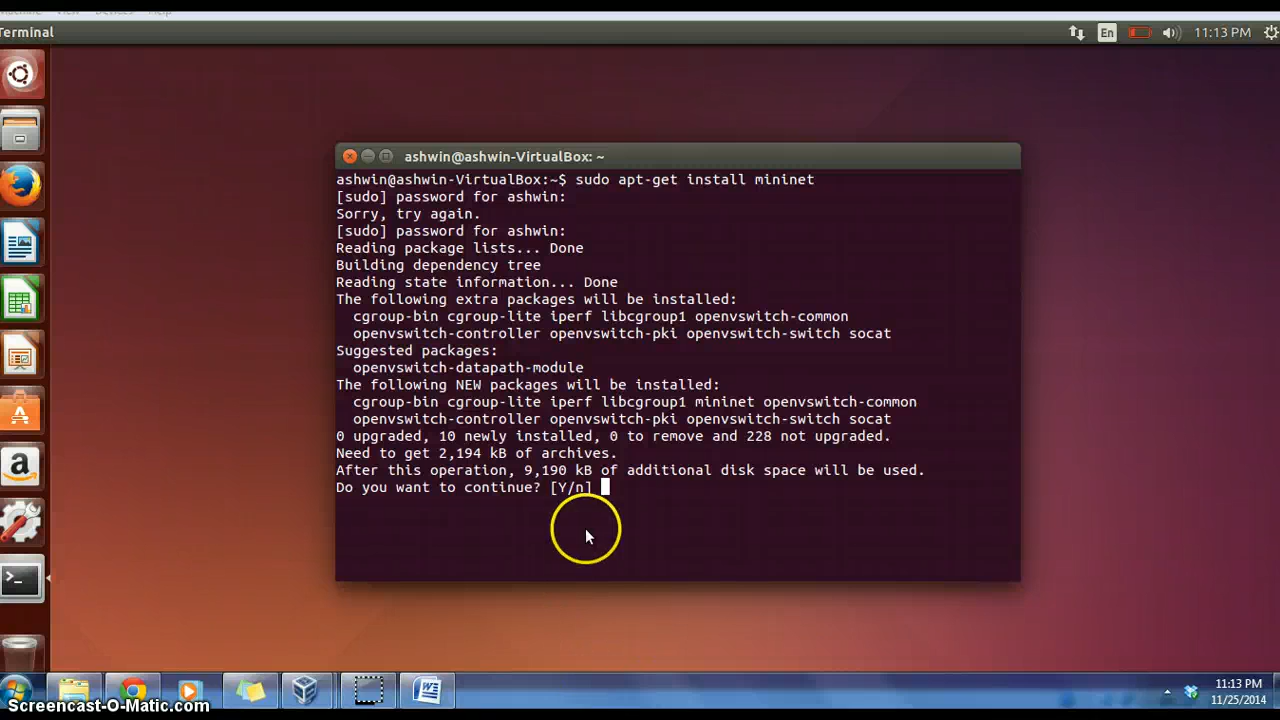 Terminal
En
11:13 PM
ashwin@ashwin-VirtualBox: ~
ashwin@ashwin-VirtualBox:~$ sudo apt-get install mininet
[sudo] password for ashwin:
Sorry, try again.
[sudo] password for ashwin:
Reading package lists... Done
Building dependency tree
Reading state information... Done
The following extra packages will be installed:
cgroup-bin cgroup-lite iperf libcgroup1 openvswitch-common
openvswitch-controller openvswitch-pki openvswitch-switch socat
Suggested packages:
openvswitch-datapath-module
The following NEW packages will be installed:
cgroup-bin cgroup-lite iperf libcgroup1 mininet openvswitch-common
openvswitch-controller openvswitch-pki openvswitch-switch socat
0 upgraded, 10 newly installed, 0 to remove and 228 not upgraded.
Need to get 2,194 kB of archives.
After this operation, 9,190 kB of additional disk space will be used.
Do you want to continue? [Y/n]
11:13 PM
11/25/2014
Screencast-O-Matic.com